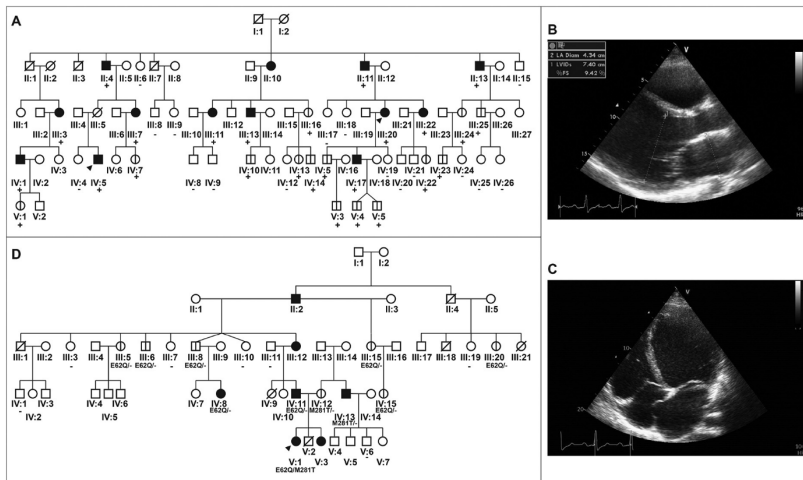 A
I:1 I:2
II:1 II:2 II:3 II:4 II:5 II:6 II:7 II:8 II:9 II:10 II:11 II:12 II:13 II:14 II:15
+ - + + -
III:1 III:2 III:3 III:4 III:5 III:6 III:7 III:8 III:9 III:10 III:11 III:12 III:13 III:14 III:15 III:16 III:17 III:18 III:19 III:20 III:21 III:22 III:23 III:24 III:25 III:26 III:27
IV:1 IV:2 IV:3 IV:4 IV:5 IV:6 IV:7 IV:8 IV:9 IV:10 IV:11 IV:12 IV:13 IV:14 IV:5 IV:16 IV:17 IV:18 IV:19 IV:20 IV:21 IV:22 IV:23 IV:24 IV:25 IV:26
V:1 V:2 V:3 V:4 V:5
+ + + +
B
V
2 LA Diam 4.34 cm
1 LVIDs 7.40 cm
%FS 9.42 %
5
10
15
C
V
10
20
D
I:1 I:2
II:1 II:2 II:3 II:4 II:5
III:1 III:2 III:3 III:4 III:5 III:6 III:7 III:8 III:9 III:10 III:11 III:12 III:13 III:14 III:15 III:16 III:17 III:18 III:19 III:20 III:21
E62Q/- E62Q/- E62Q/- E62Q/- E62Q/-
IV:1 IV:2 IV:3 IV:4 IV:5 IV:6 IV:7 IV:8 IV:9 IV:10 IV:11 IV:12 IV:13 IV:14 IV:15
E62Q/- E62Q/- M281T/- M281T/- E62Q/-
V:1 V:2 V:3 V:4 V:5 V:6 V:7
E62Q/M281T